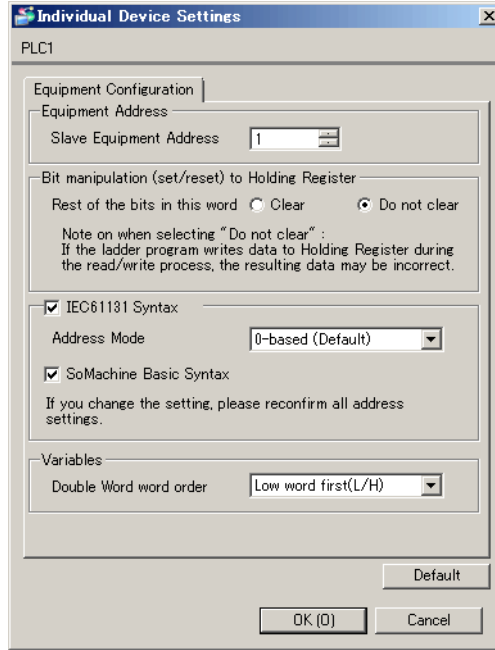 Individual Device Settings
PLC1
Equipment Configuration
Equipment Address
Slave Equipment Address 1
Bit manipulation (set/reset) to Holding Register
Rest of the bits in this word Clear Do not clear
Note on when selecting "Do not clear" :
If the ladder program writes data to Holding Register during
the read/write process, the resulting data may be incorrect.
IEC61131 Syntax
Address Mode 0-based (Default)
SoMachine Basic Syntax
If you change the setting, please reconfirm all address
settings.
Variables
Double Word word order Low word first(L/H)
Default
OK (O) Cancel